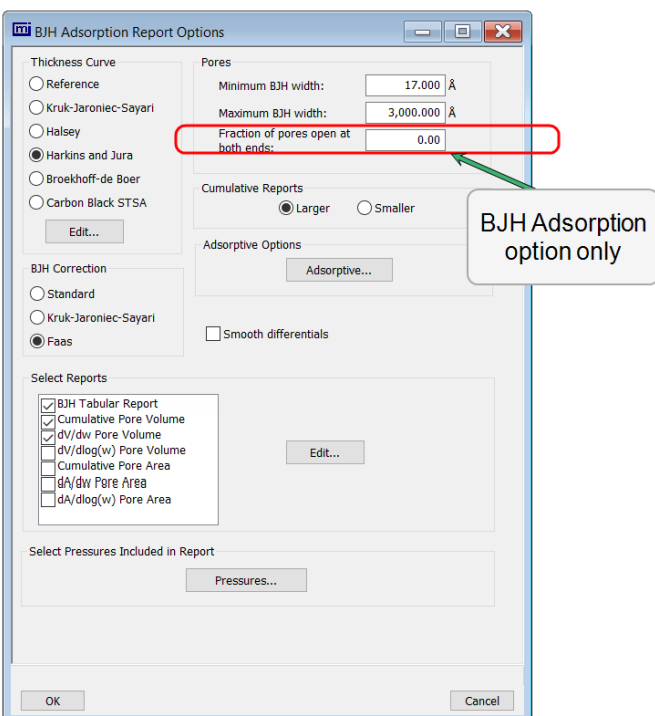 mi BJH Adsorption Report Options
Thickness Curve
Reference
Kruk-Jaroniec-Sayari
Halsey
Harkins and Jura
Broekhoff-de Boer
Carbon Black STSA
Edit...
BJH Correction
Standard
Kruk-Jaroniec-Sayari
Faas
Pores
Minimum BJH width: 17.000 Å
Maximum BJH width: 3,000.000 Å
Fraction of pores open at
both ends: 0.00
Cumulative Reports
Larger Smaller
Adsorptive Options
Adsorptive...
Smooth differentials
BJH Adsorption
option only
Select Reports
BJH Tabular Report
Cumulative Pore Volume
dV/dw Pore Volume
dV/dlog(w) Pore Volume
Cumulative Pore Area
dA/dw Pore Area
dA/dlog(w) Pore Area
Edit...
Select Pressures Included in Report
Pressures...
OK Cancel